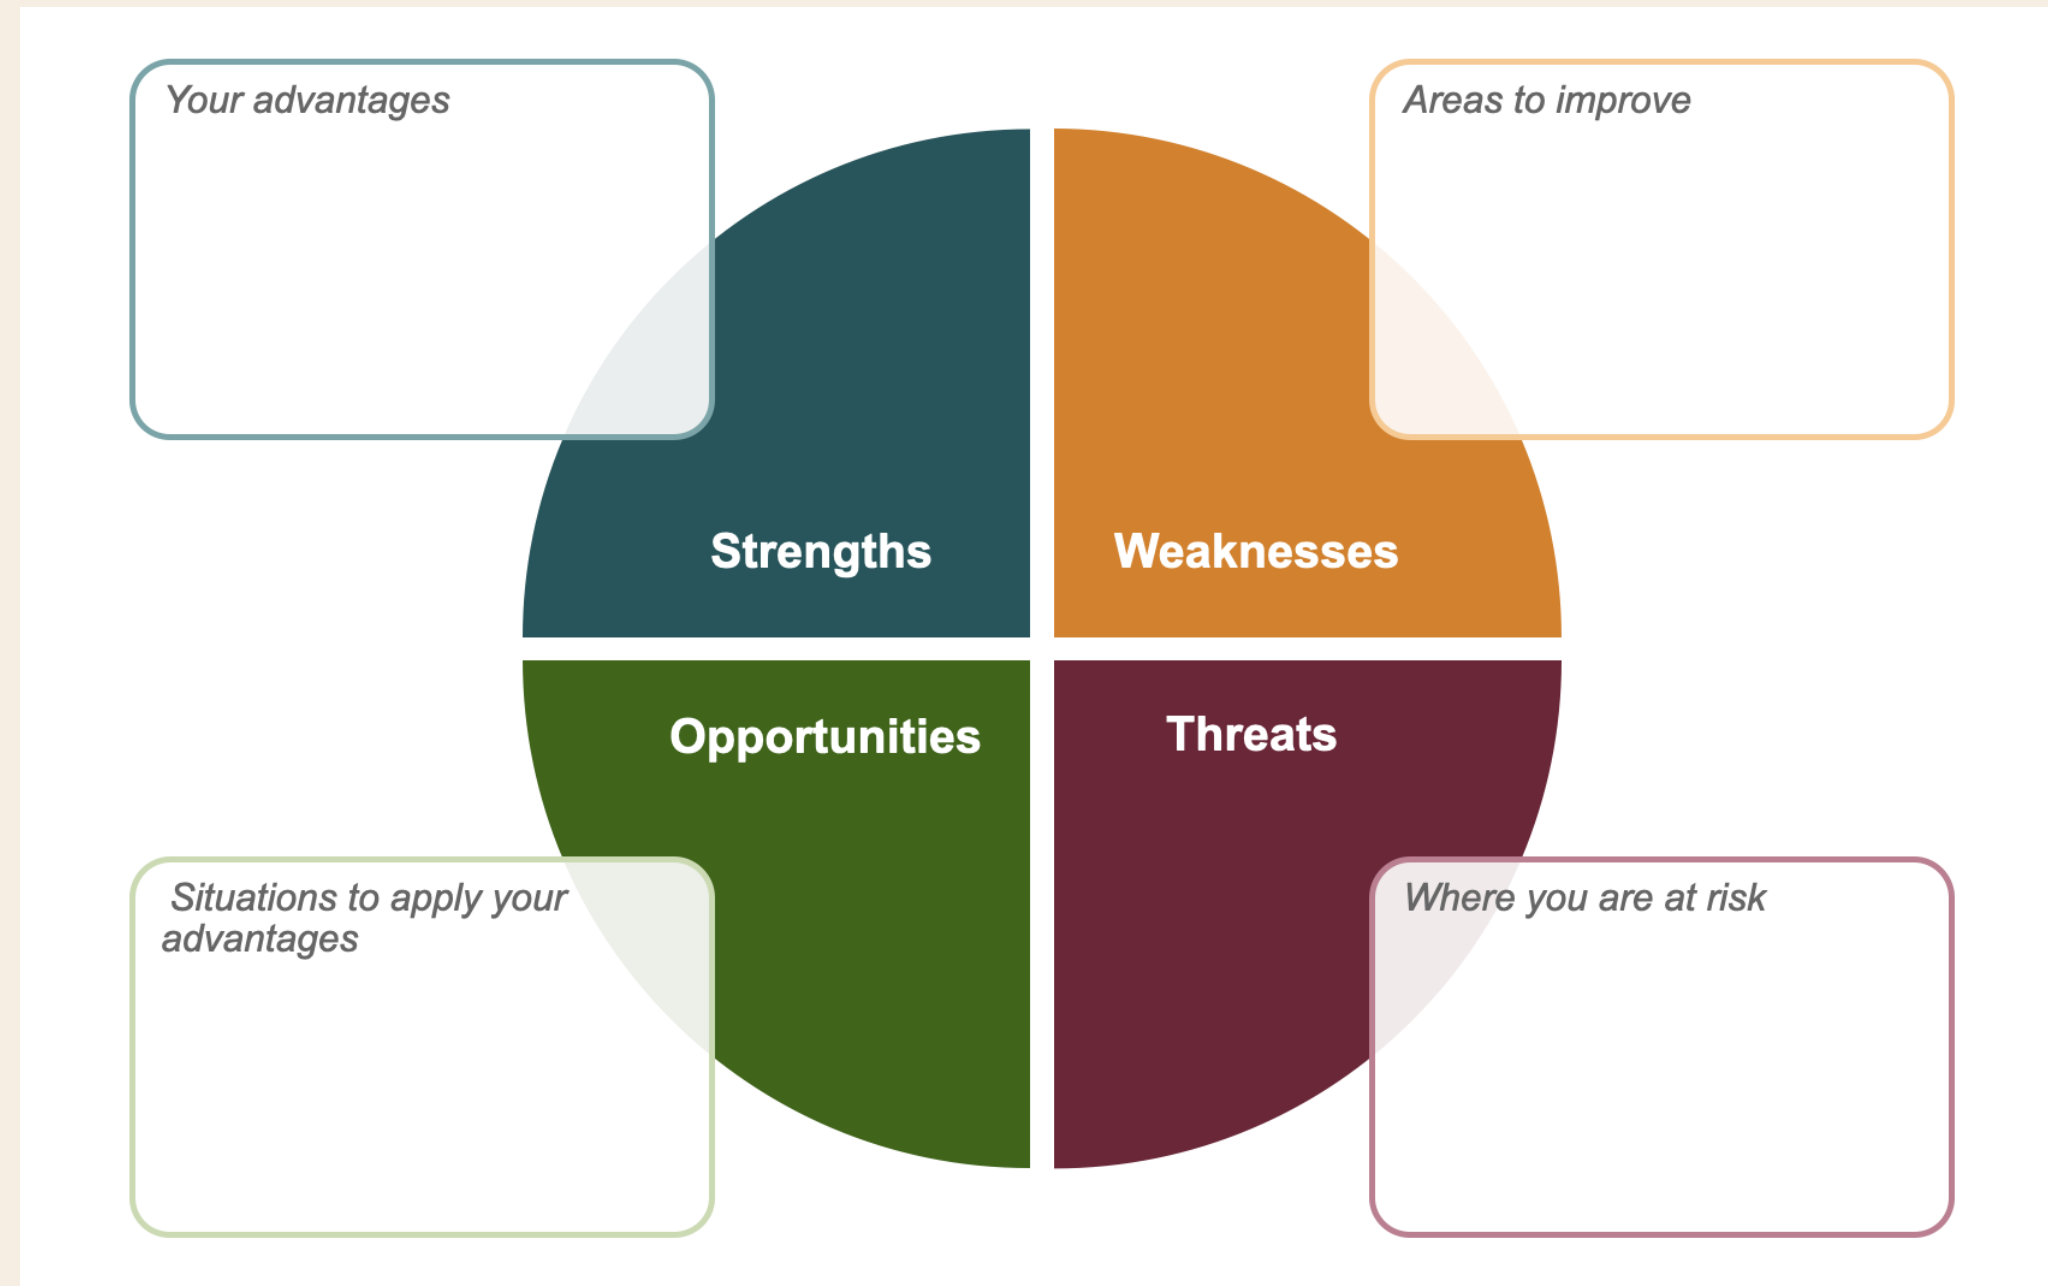 Your advantages
Areas to improve
Strengths
Weaknesses
Opportunities
Threats
Situations to apply your
advantages
Where you are at risk